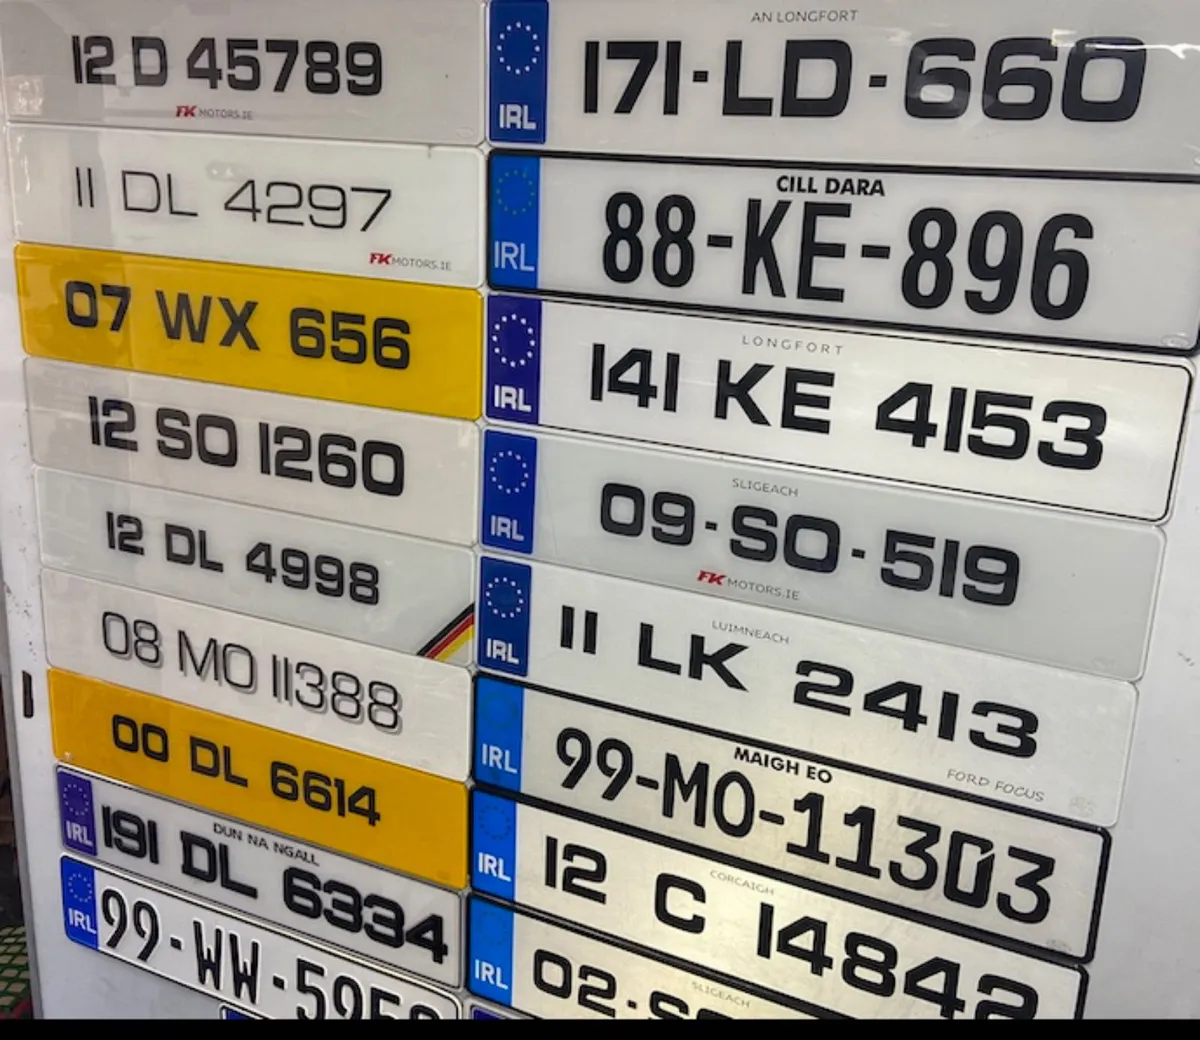 12 D 45789
FK MOTORS.IE
11 DL 4297
FK MOTORS.IE
07 WX 656
12 SO 1260
12 DL 4998
08 MO 11388
00 DL 6614
DUN NA NGALL
IRL 191 DL 6334
IRL 99-WW-595
AN LONGFORT
IRL 171-LD-660
CILL DARA
IRL 88-KE-896
LONGFORT
IRL 141 KE 4153
SLIGEACH
IRL 09-SO-519
FK MOTORS.IE
LUIMNEACH
IRL 11 LK 2413
FORD FOCUS
MAIGH EO
IRL 99-MO-11303
CORCAIGH
IRL 12 C 14842
SLIGEACH
IRL 02-S